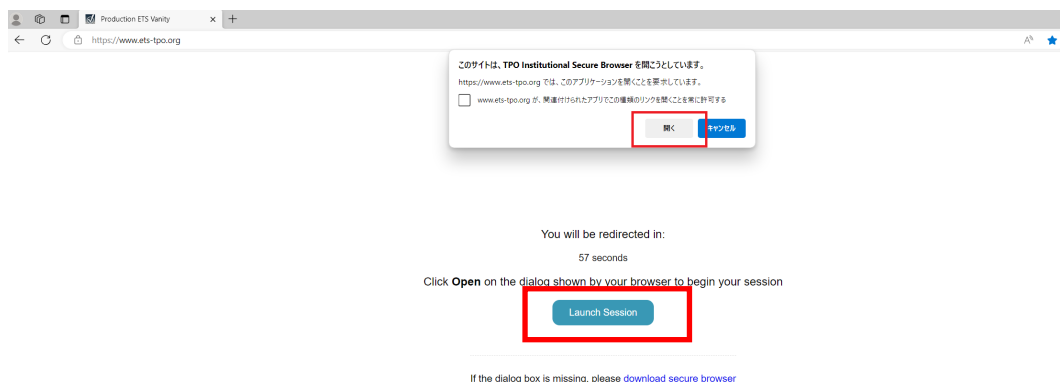 Production ETS Vanity
https://www.ets-tpo.org
このサイトは、TPO Institutional Secure Browser を開こうとしています。
https://www.ets-tpo.org では、このアプリケーションを開くことを要求しています。
www.ets-tpo.org が、関連付けられたアプリでこの種類のリンクを開くことを常に許可する
開く キャンセル
You will be redirected in:
57 seconds
Click Open on the dialog shown by your browser to begin your session
Launch Session
If the dialog box is missing, please download secure browser